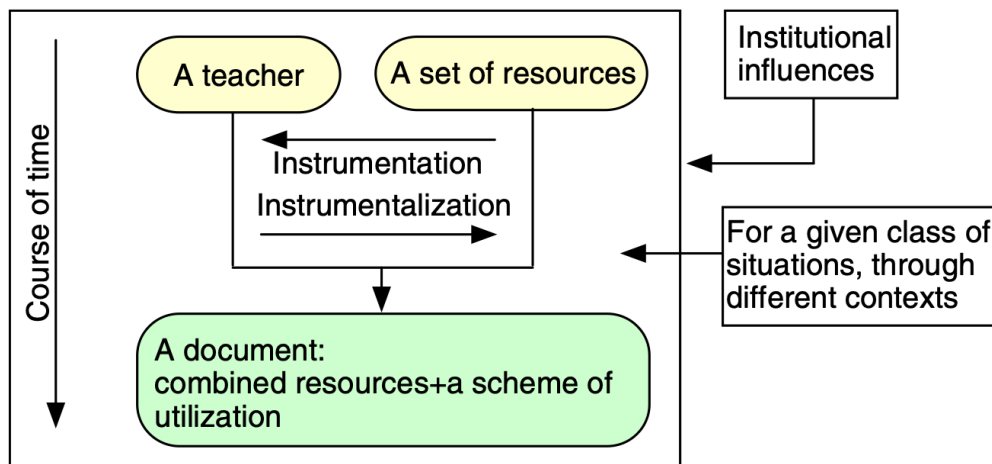 A teacher
A set of resources
Institutional
influences
Instrumentation
Instrumentalization
Course of time
For a given class of
situations, through
different contexts
A document:
combined resources+a scheme of
utilization